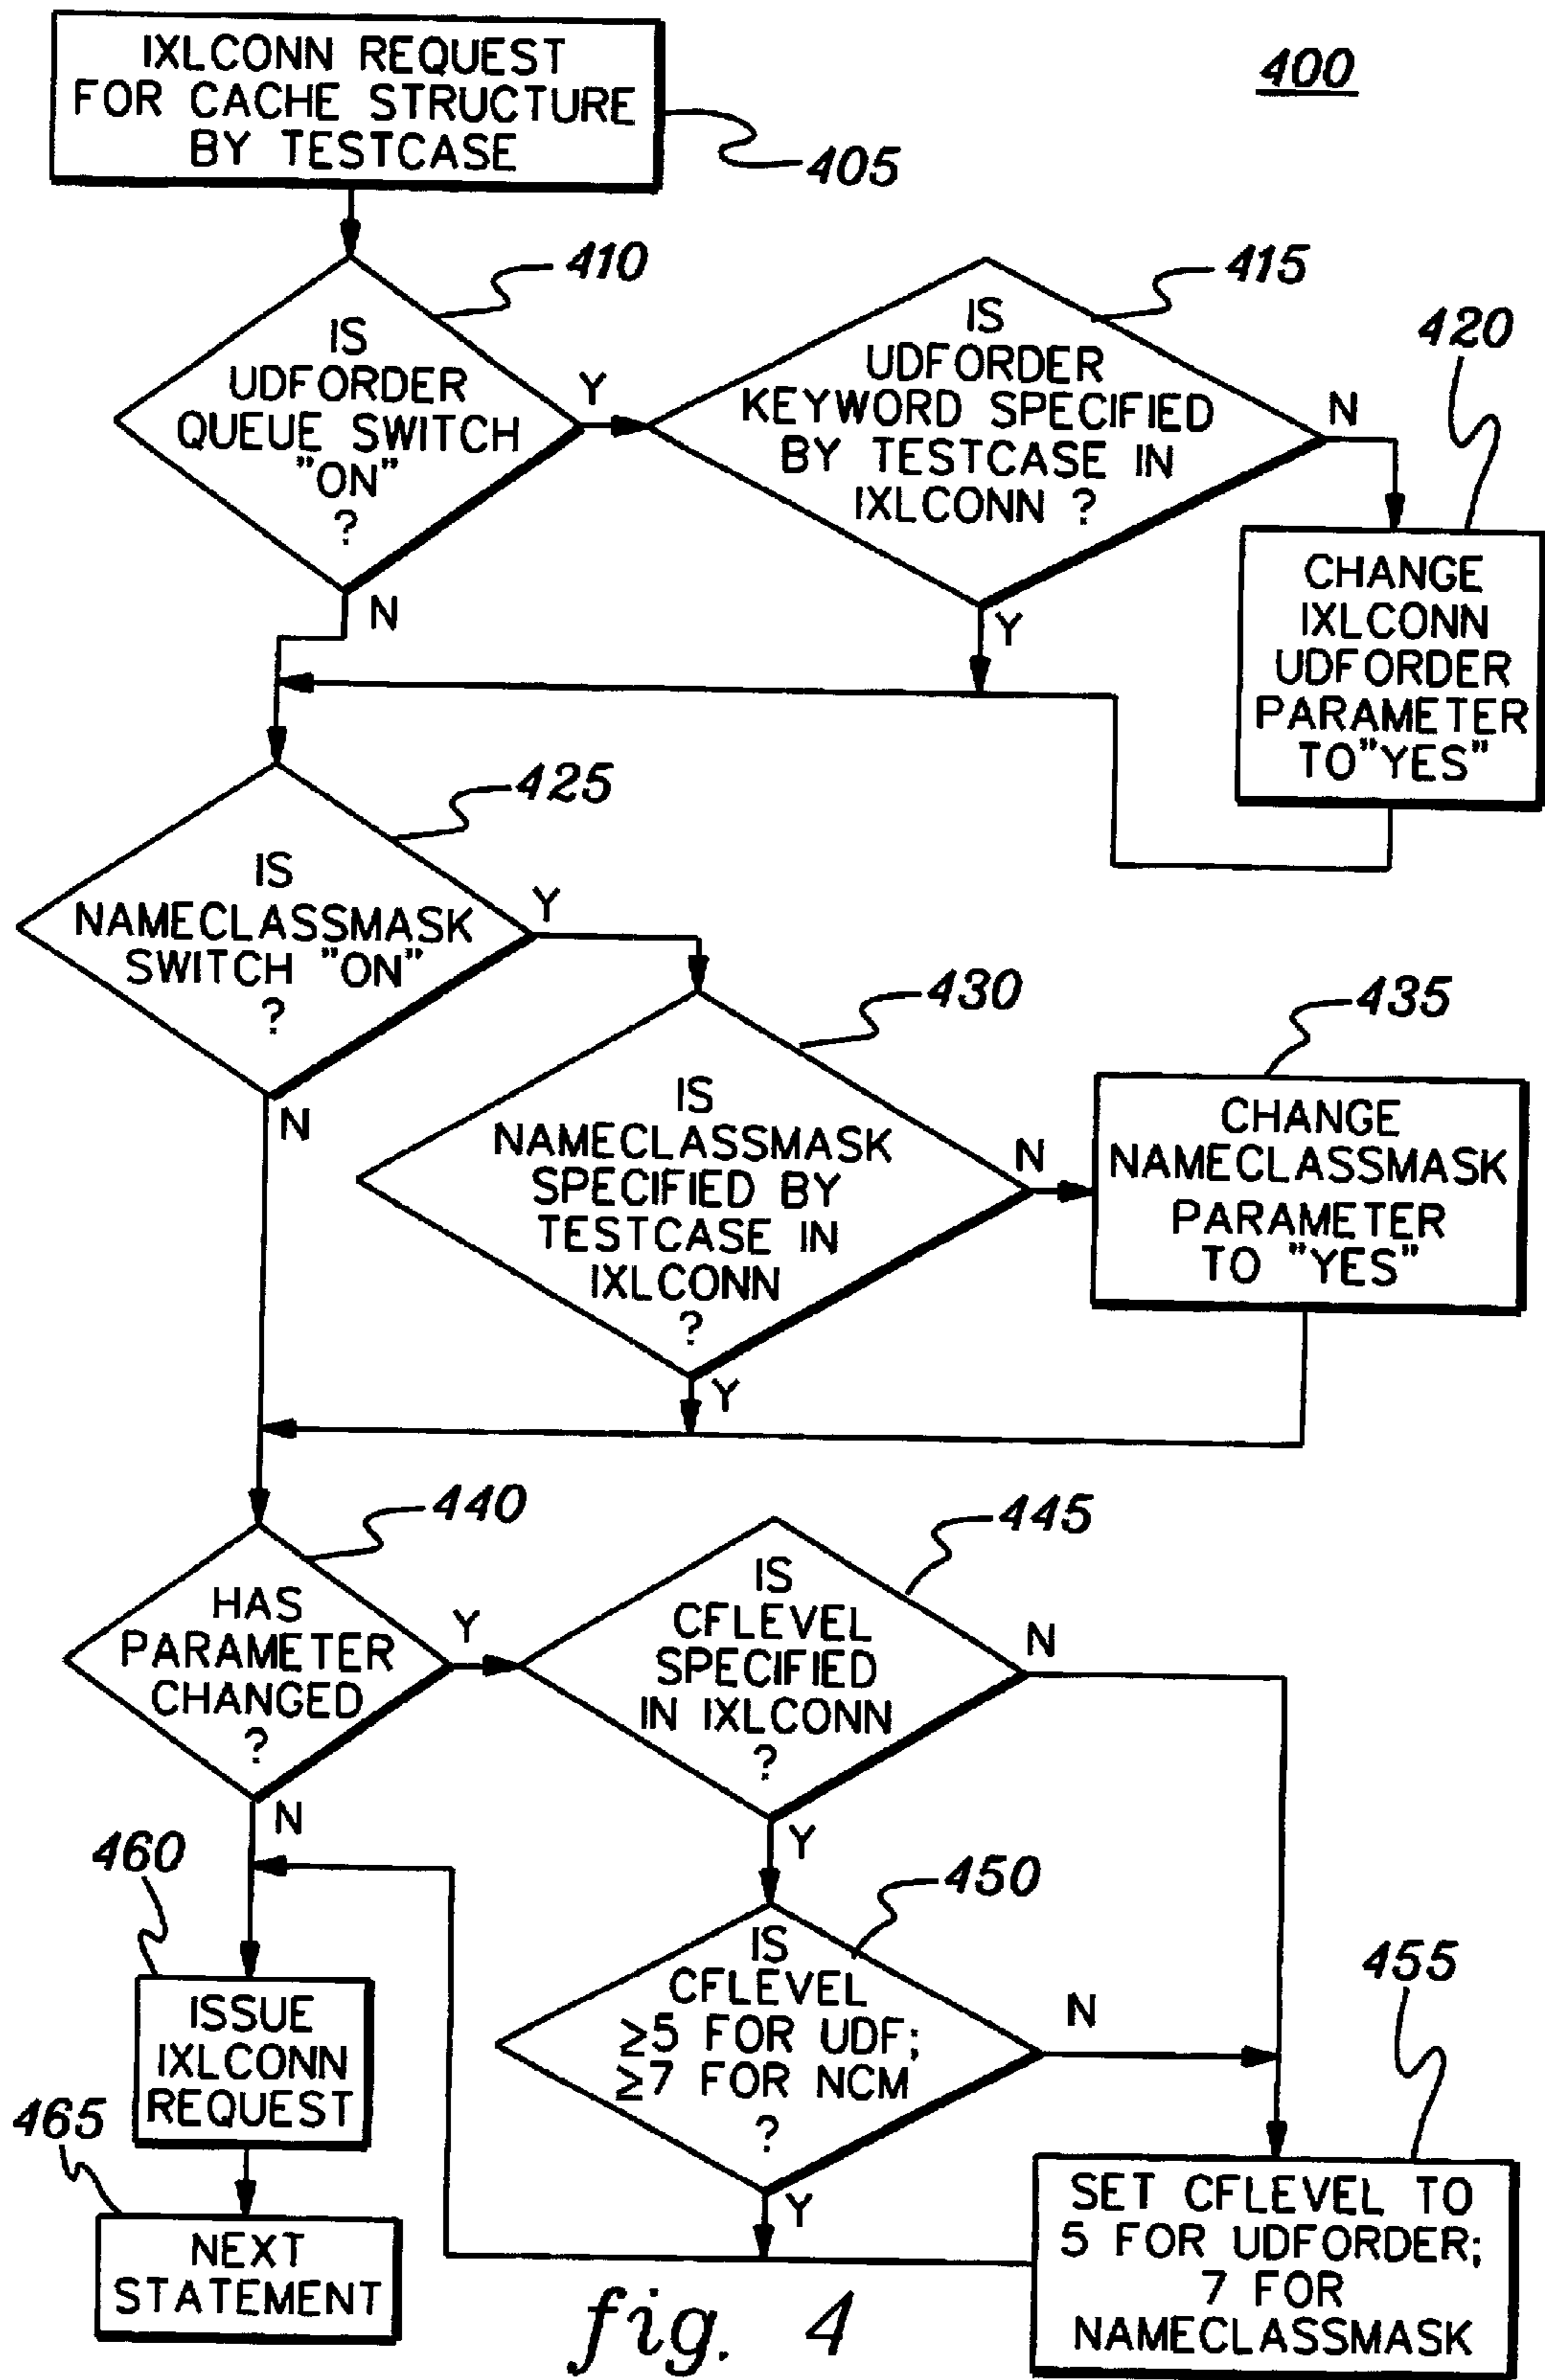 400
IXLCONN REQUEST
FOR CACHE STRUCTURE
BY TESTCASE
405
410
IS
UDFORDER
QUEUE SWITCH
"ON"
?
Y
N
415
IS
UDFORDER
KEYWORD SPECIFIED
BY TESTCASE IN
IXLCONN ?
N
Y
420
CHANGE
IXLCONN
UDFORDER
PARAMETER
TO"YES"
425
IS
NAMECLASSMASK
SWITCH "ON"
?
Y
N
430
IS
NAMECLASSMASK
SPECIFIED BY
TESTCASE IN
IXLCONN
?
N
Y
435
CHANGE
NAMECLASSMASK
PARAMETER
TO "YES"
440
HAS
PARAMETER
CHANGED
?
Y
N
445
IS
CFLEVEL
SPECIFIED
IN IXLCONN
?
N
Y
450
IS
CFLEVEL
≥5 FOR UDF;
≥7 FOR NCM
?
N
Y
455
SET CFLEVEL TO
5 FOR UDFORDER;
7 FOR
NAMECLASSMASK
460
ISSUE
IXLCONN
REQUEST
465
NEXT
STATEMENT
fig. 4